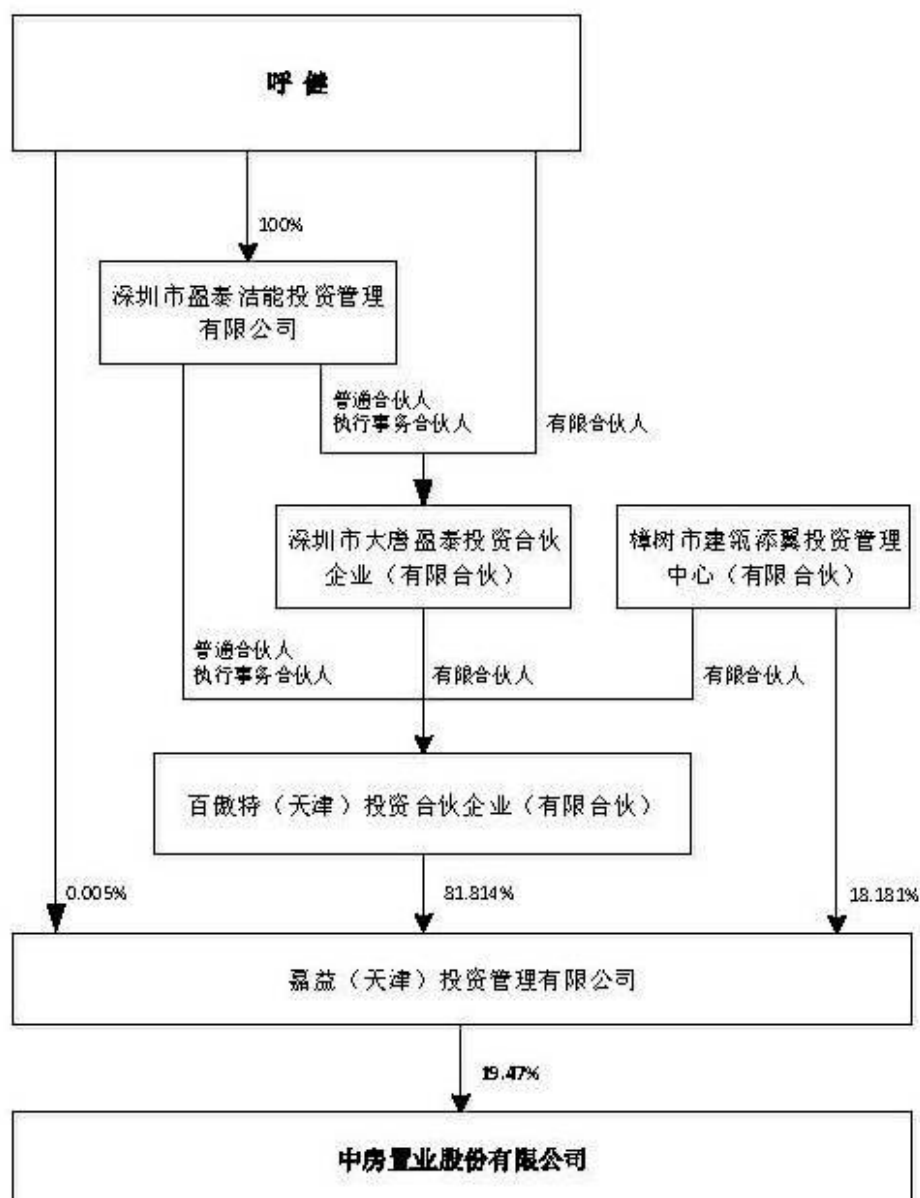 呼健
100%
深圳市盈泰洁能投资管理
有限公司
普通合伙人
执行事务合伙人
有限合伙人
深圳市大唐盈泰投资合伙
企业（有限合伙）
樟树市建瓴添翼投资管理
中心（有限合伙）
普通合伙人
执行事务合伙人
有限合伙人
有限合伙人
百傲特（天津）投资合伙企业（有限合伙）
0.005%
81.814%
18.181%
嘉益（天津）投资管理有限公司
19.47%
中房置业股份有限公司